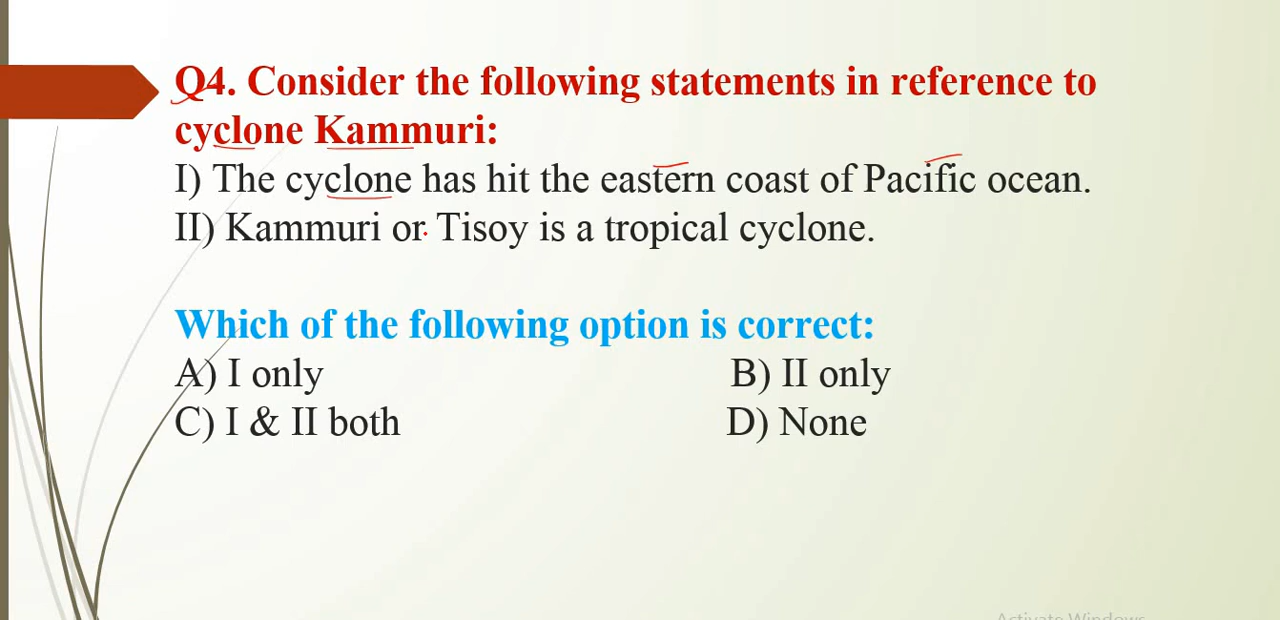 Q4. Consider the following statements in reference to
cyclone Kammuri:
I) The cyclone has hit the eastern coast of Pacific ocean.
II) Kammuri or Tisoy is a tropical cyclone.
Which of the following option is correct:
A) I only B) II only
C) I & II both D) None
Activate Windows